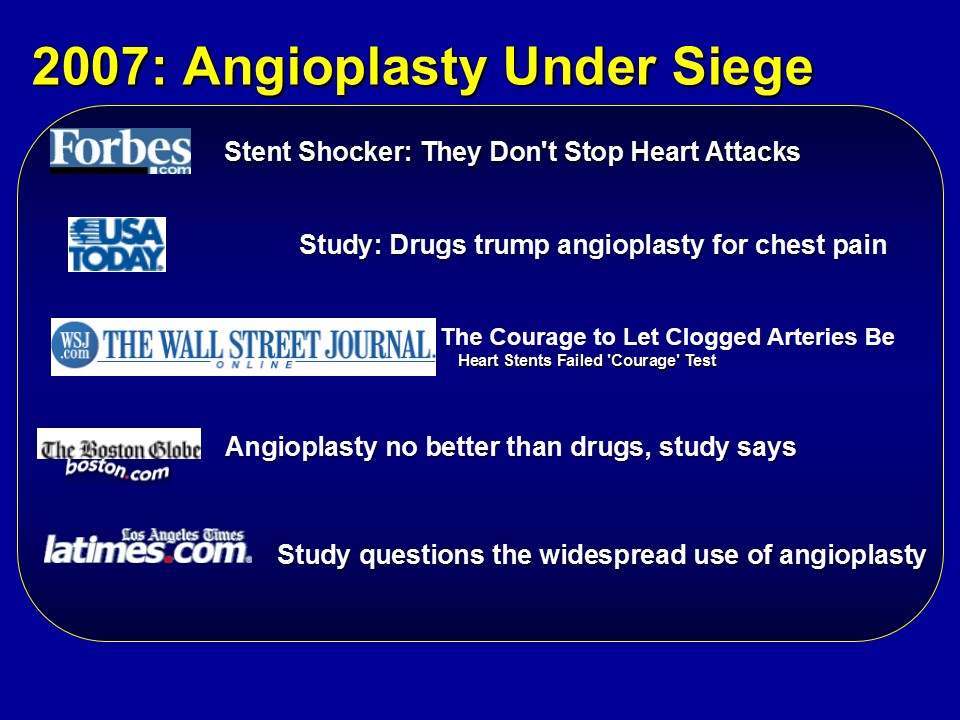 2007: Angioplasty Under Siege
Forbes
.com
Stent Shocker: They Don't Stop Heart Attacks
USA
TODAY.
Study: Drugs trump angioplasty for chest pain
WSJ
.com
THE WALL STREET JOURNAL.
ONLINE
The Courage to Let Clogged Arteries Be
Heart Stents Failed 'Courage' Test
The Boston Globe
boston.com
Angioplasty no better than drugs, study says
Los Angeles Times
latimes.com.
Study questions the widespread use of angioplasty